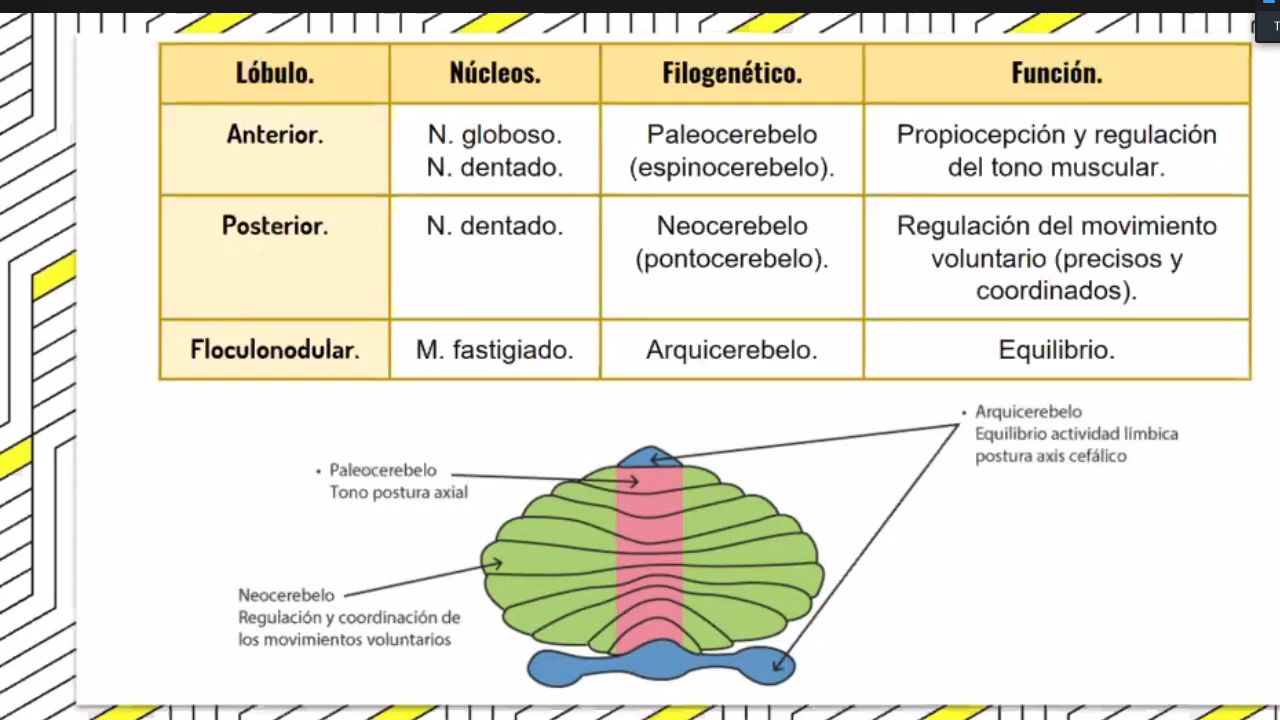 Lóbulo. Núcleos. Filogenético. Función.
Anterior. N. globoso. Paleocerebelo Propiocepción y regulación
N. dentado. (espinocerebelo). del tono muscular.
Posterior. N. dentado. Neocerebelo Regulación del movimiento
(pontocerebelo). voluntario (precisos y
coordinados).
Floculonodular. M. fastigiado. Arquicerebelo. Equilibrio.
• Arquicerebelo
Equilibrio actividad límbica
postura axis cefálico
• Paleocerebelo
Tono postura axial
Neocerebelo
Regulación y coordinación de
los movimientos voluntarios